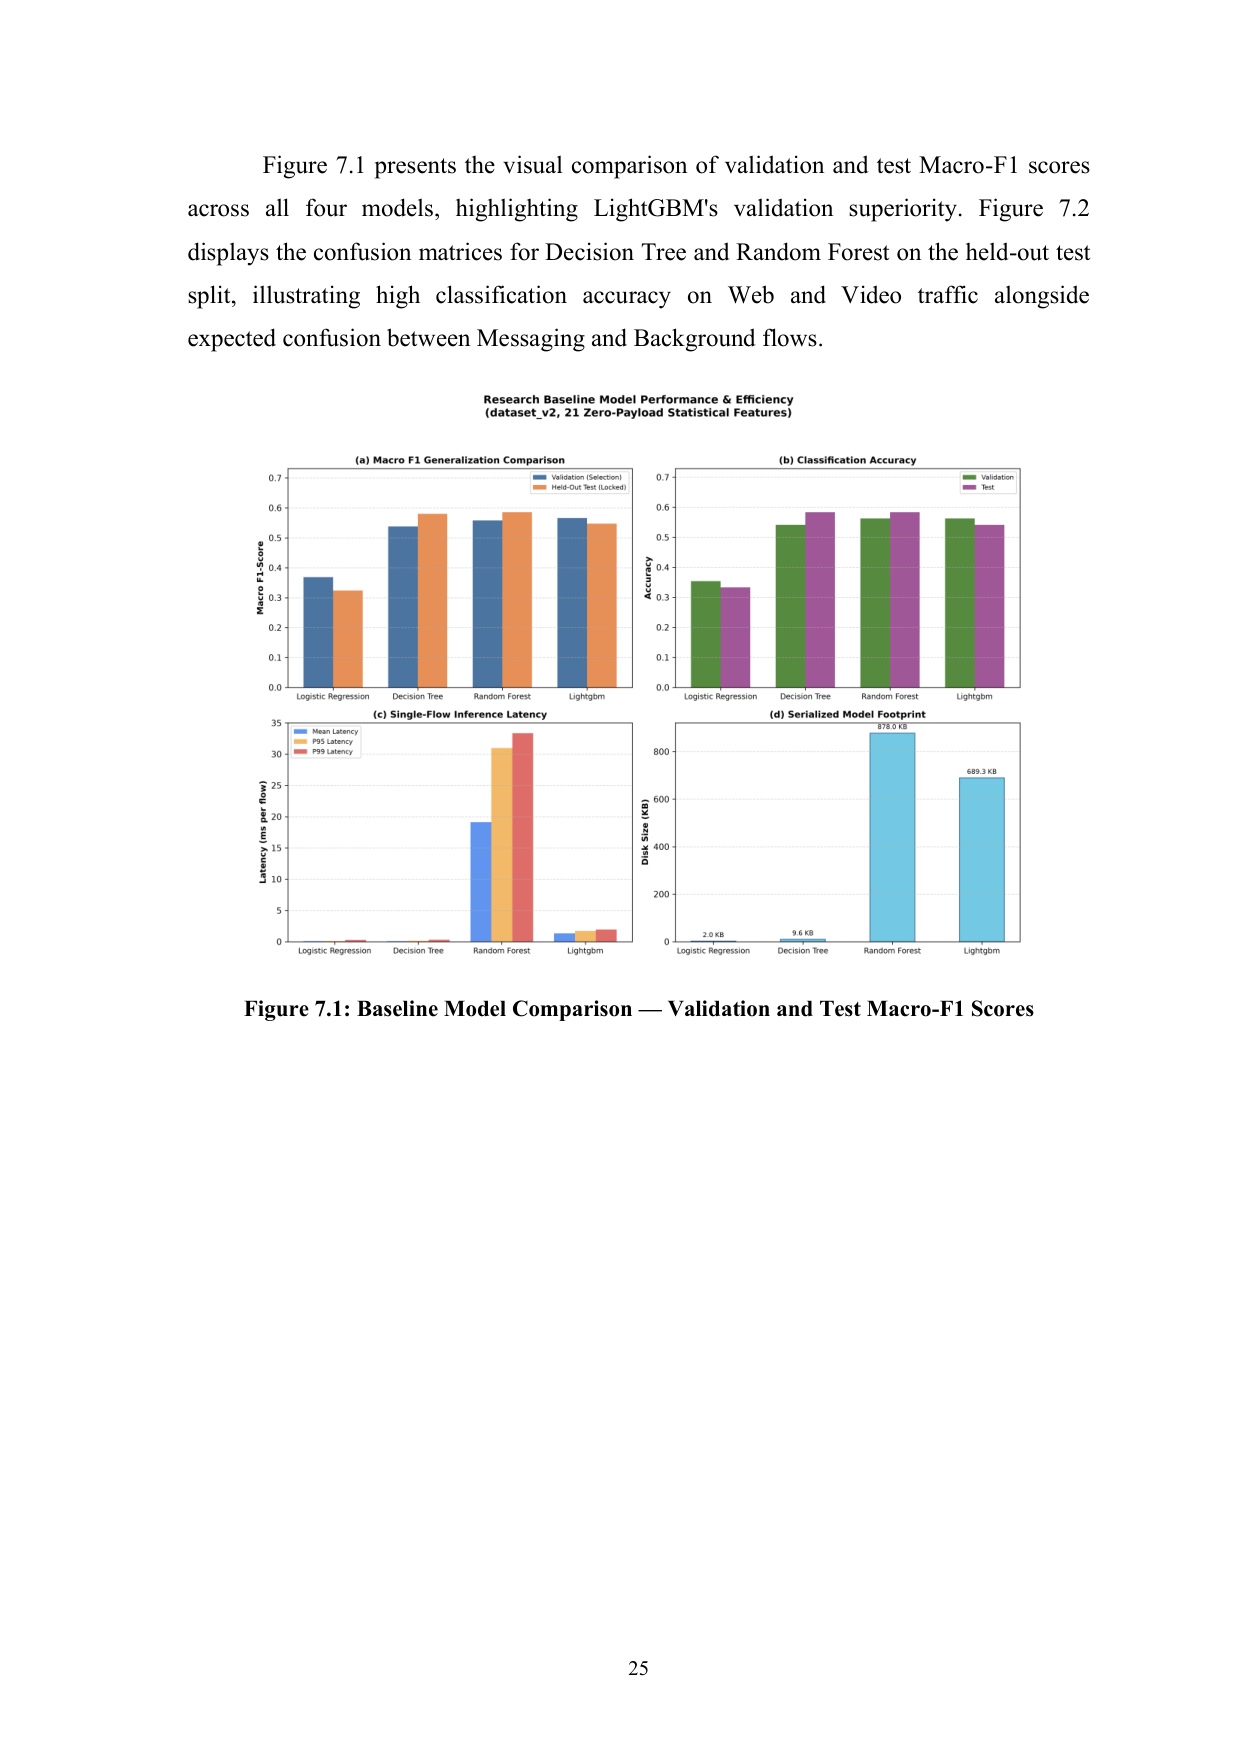 Figure 7.1 presents the visual comparison of validation and test Macro-F1 scores
across all four models, highlighting LightGBM's validation superiority. Figure 7.2
displays the confusion matrices for Decision Tree and Random Forest on the held-out test
split, illustrating high classification accuracy on Web and Video traffic alongside
expected confusion between Messaging and Background flows.
Research Baseline Model Performance & Efficiency
(dataset_v2, 21 Zero-Payload Statistical Features)
(a) Macro F1 Generalization Comparison
Validation (Selection)
Held-Out Test (Locked)
Macro F1-Score
0.7
0.6
0.5
0.4
0.3
0.2
0.1
0.0
Logistic Regression Decision Tree Random Forest Lightgbm
(b) Classification Accuracy
Validation
Test
Accuracy
0.7
0.6
0.5
0.4
0.3
0.2
0.1
0.0
Logistic Regression Decision Tree Random Forest Lightgbm
(c) Single-Flow Inference Latency
Mean Latency
P95 Latency
P99 Latency
Latency (ms per flow)
35
30
25
20
15
10
5
0
Logistic Regression Decision Tree Random Forest Lightgbm
(d) Serialized Model Footprint
878.0 KB
689.3 KB
9.6 KB
2.0 KB
Disk Size (KB)
800
600
400
200
0
Logistic Regression Decision Tree Random Forest Lightgbm
Figure 7.1: Baseline Model Comparison — Validation and Test Macro-F1 Scores
25